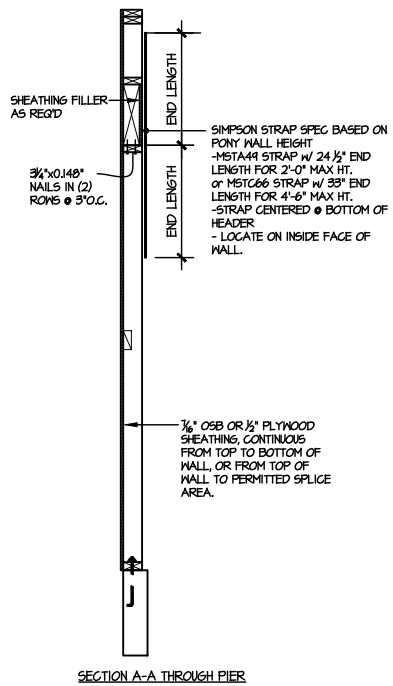 END LENGTH
SHEATHING FILLER
AS REQ'D
SIMPSON STRAP SPEC BASED ON
PONY WALL HEIGHT
-MSTA49 STRAP W/ 24 ½" END
LENGTH FOR 2'-0" MAX HT.
or MSTC66 STRAP W/ 33" END
LENGTH FOR 4'-6" MAX HT.
-STRAP CENTERED @ BOTTOM OF
HEADER
- LOCATE ON INSIDE FACE OF
WALL.
3¼"x0.148"
NAILS IN (2)
ROWS @ 3"O.C.
END LENGTH
7/16" OSB OR ½" PLYWOOD
SHEATHING, CONTINUOUS
FROM TOP TO BOTTOM OF
WALL, OR FROM TOP OF
WALL TO PERMITTED SPLICE
AREA.
SECTION A-A THROUGH PIER